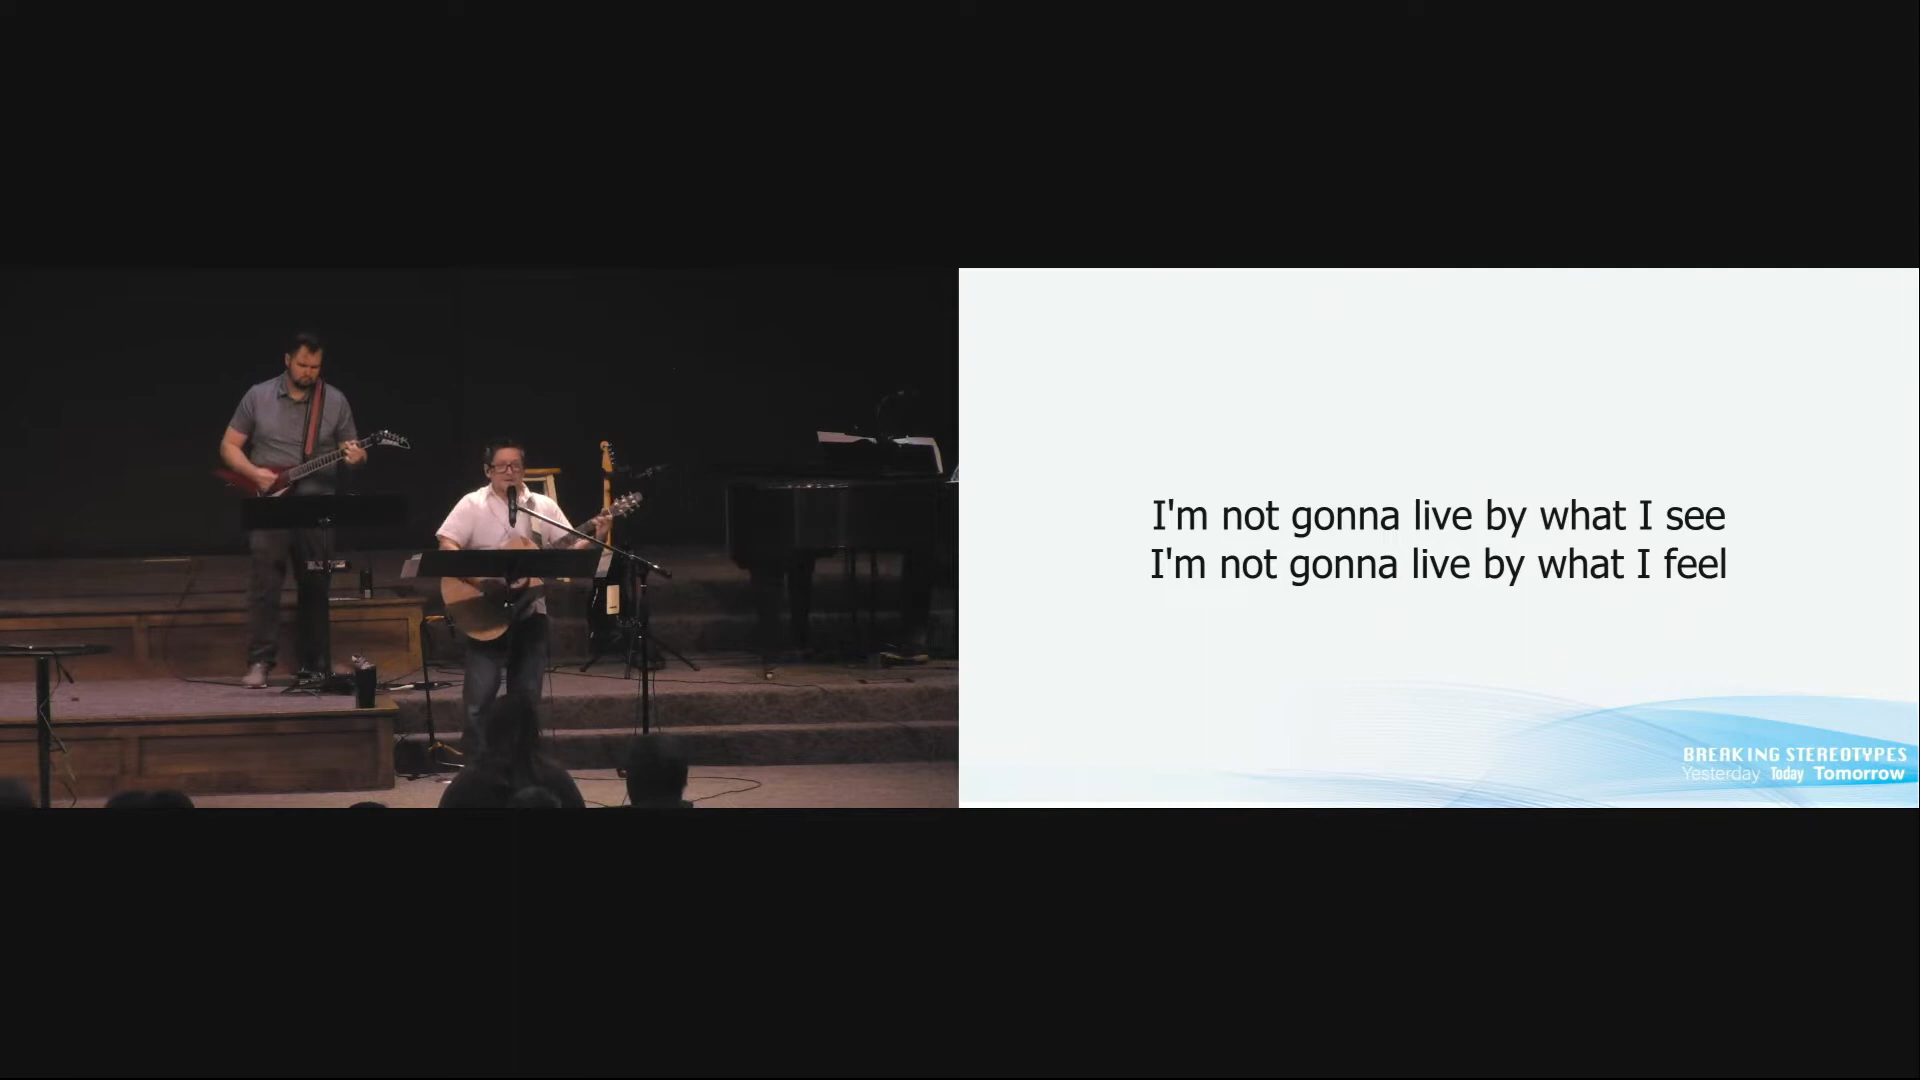 I'm not gonna live by what I see
I'm not gonna live by what I feel
BREAKING STEREOTYPES
Yesterday Today Tomorrow